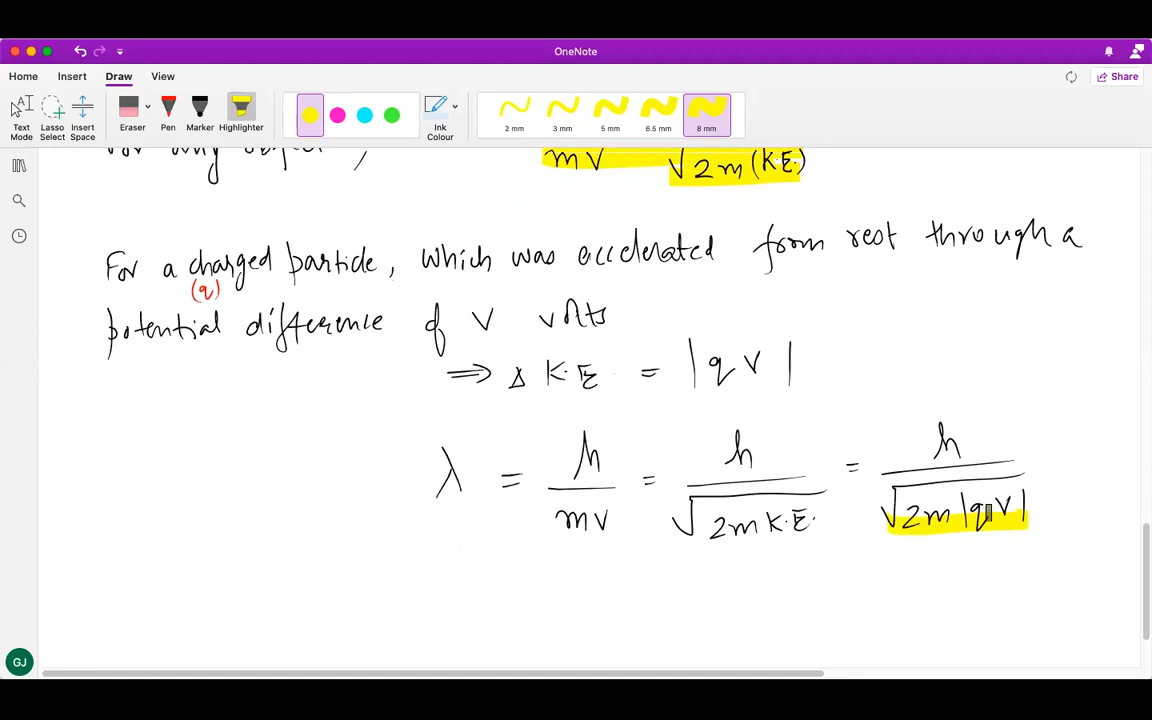 OneNote
Home Insert Draw View
Share
Text Mode
Lasso Select
Insert Space
Eraser
Pen
Marker
Highlighter
Ink Colour
2 mm 3 mm 5 mm 6.5 mm 8 mm
mv √2m(K.E.)
For a charged particle, which was accelerated from rest through a
(q)
potential difference of V volts
⇒ Δ K.E. = |qV|
λ = h/mv = h/√2m K.E. = h/√2m|qV|
GJ